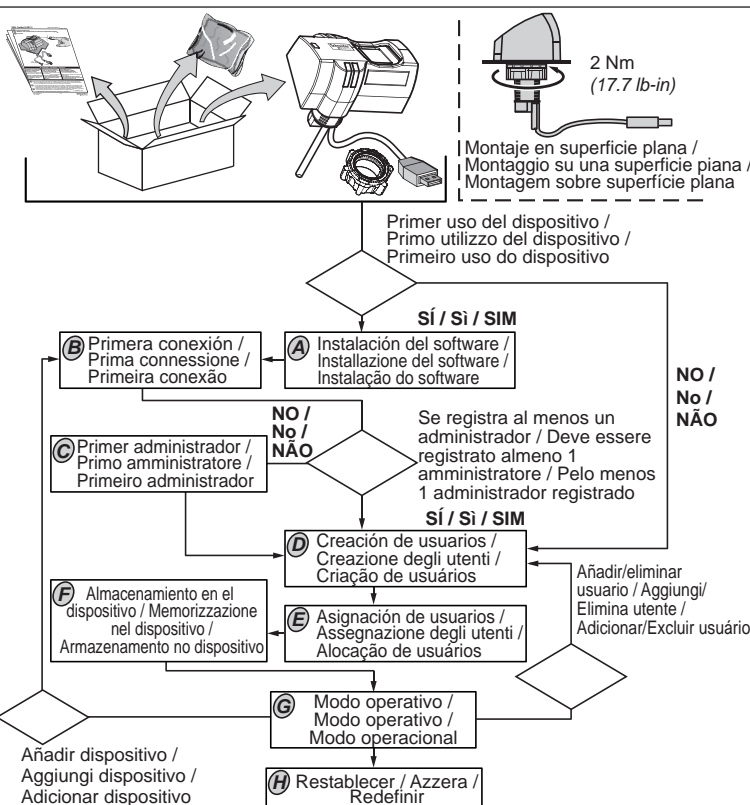 2 Nm
(17.7 lb-in)
Montaje en superficie plana /
Montaggio su una superficie piana /
Montagem sobre superfície plana
Primer uso del dispositivo /
Primo utilizzo del dispositivo /
Primeiro uso do dispositivo
SÍ / Sì / SIM
NO /
No /
NÃO
A Instalación del software /
Installazione del software /
Instalação do software
B Primera conexión /
Prima connessione /
Primeira conexão
NO /
No /
NÃO
Se registra al menos un
administrador / Deve essere
registrato almeno 1
amministratore / Pelo menos
1 administrador registrado
C Primer administrador /
Primo amministratore /
Primeiro administrador
SÍ / Sì / SIM
D Creación de usuarios /
Creazione degli utenti /
Criação de usuários
Añadir/eliminar
usuario / Aggiungi/
Elimina utente /
Adicionar/Excluir usuário
E Asignación de usuarios /
Assegnazione degli utenti /
Alocação de usuários
F Almacenamiento en el
dispositivo / Memorizzazione
nel dispositivo /
Armazenamento no dispositivo
G Modo operativo /
Modo operativo /
Modo operacional
Añadir dispositivo /
Aggiungi dispositivo /
Adicionar dispositivo
H Restablecer / Azzera /
Redefinir